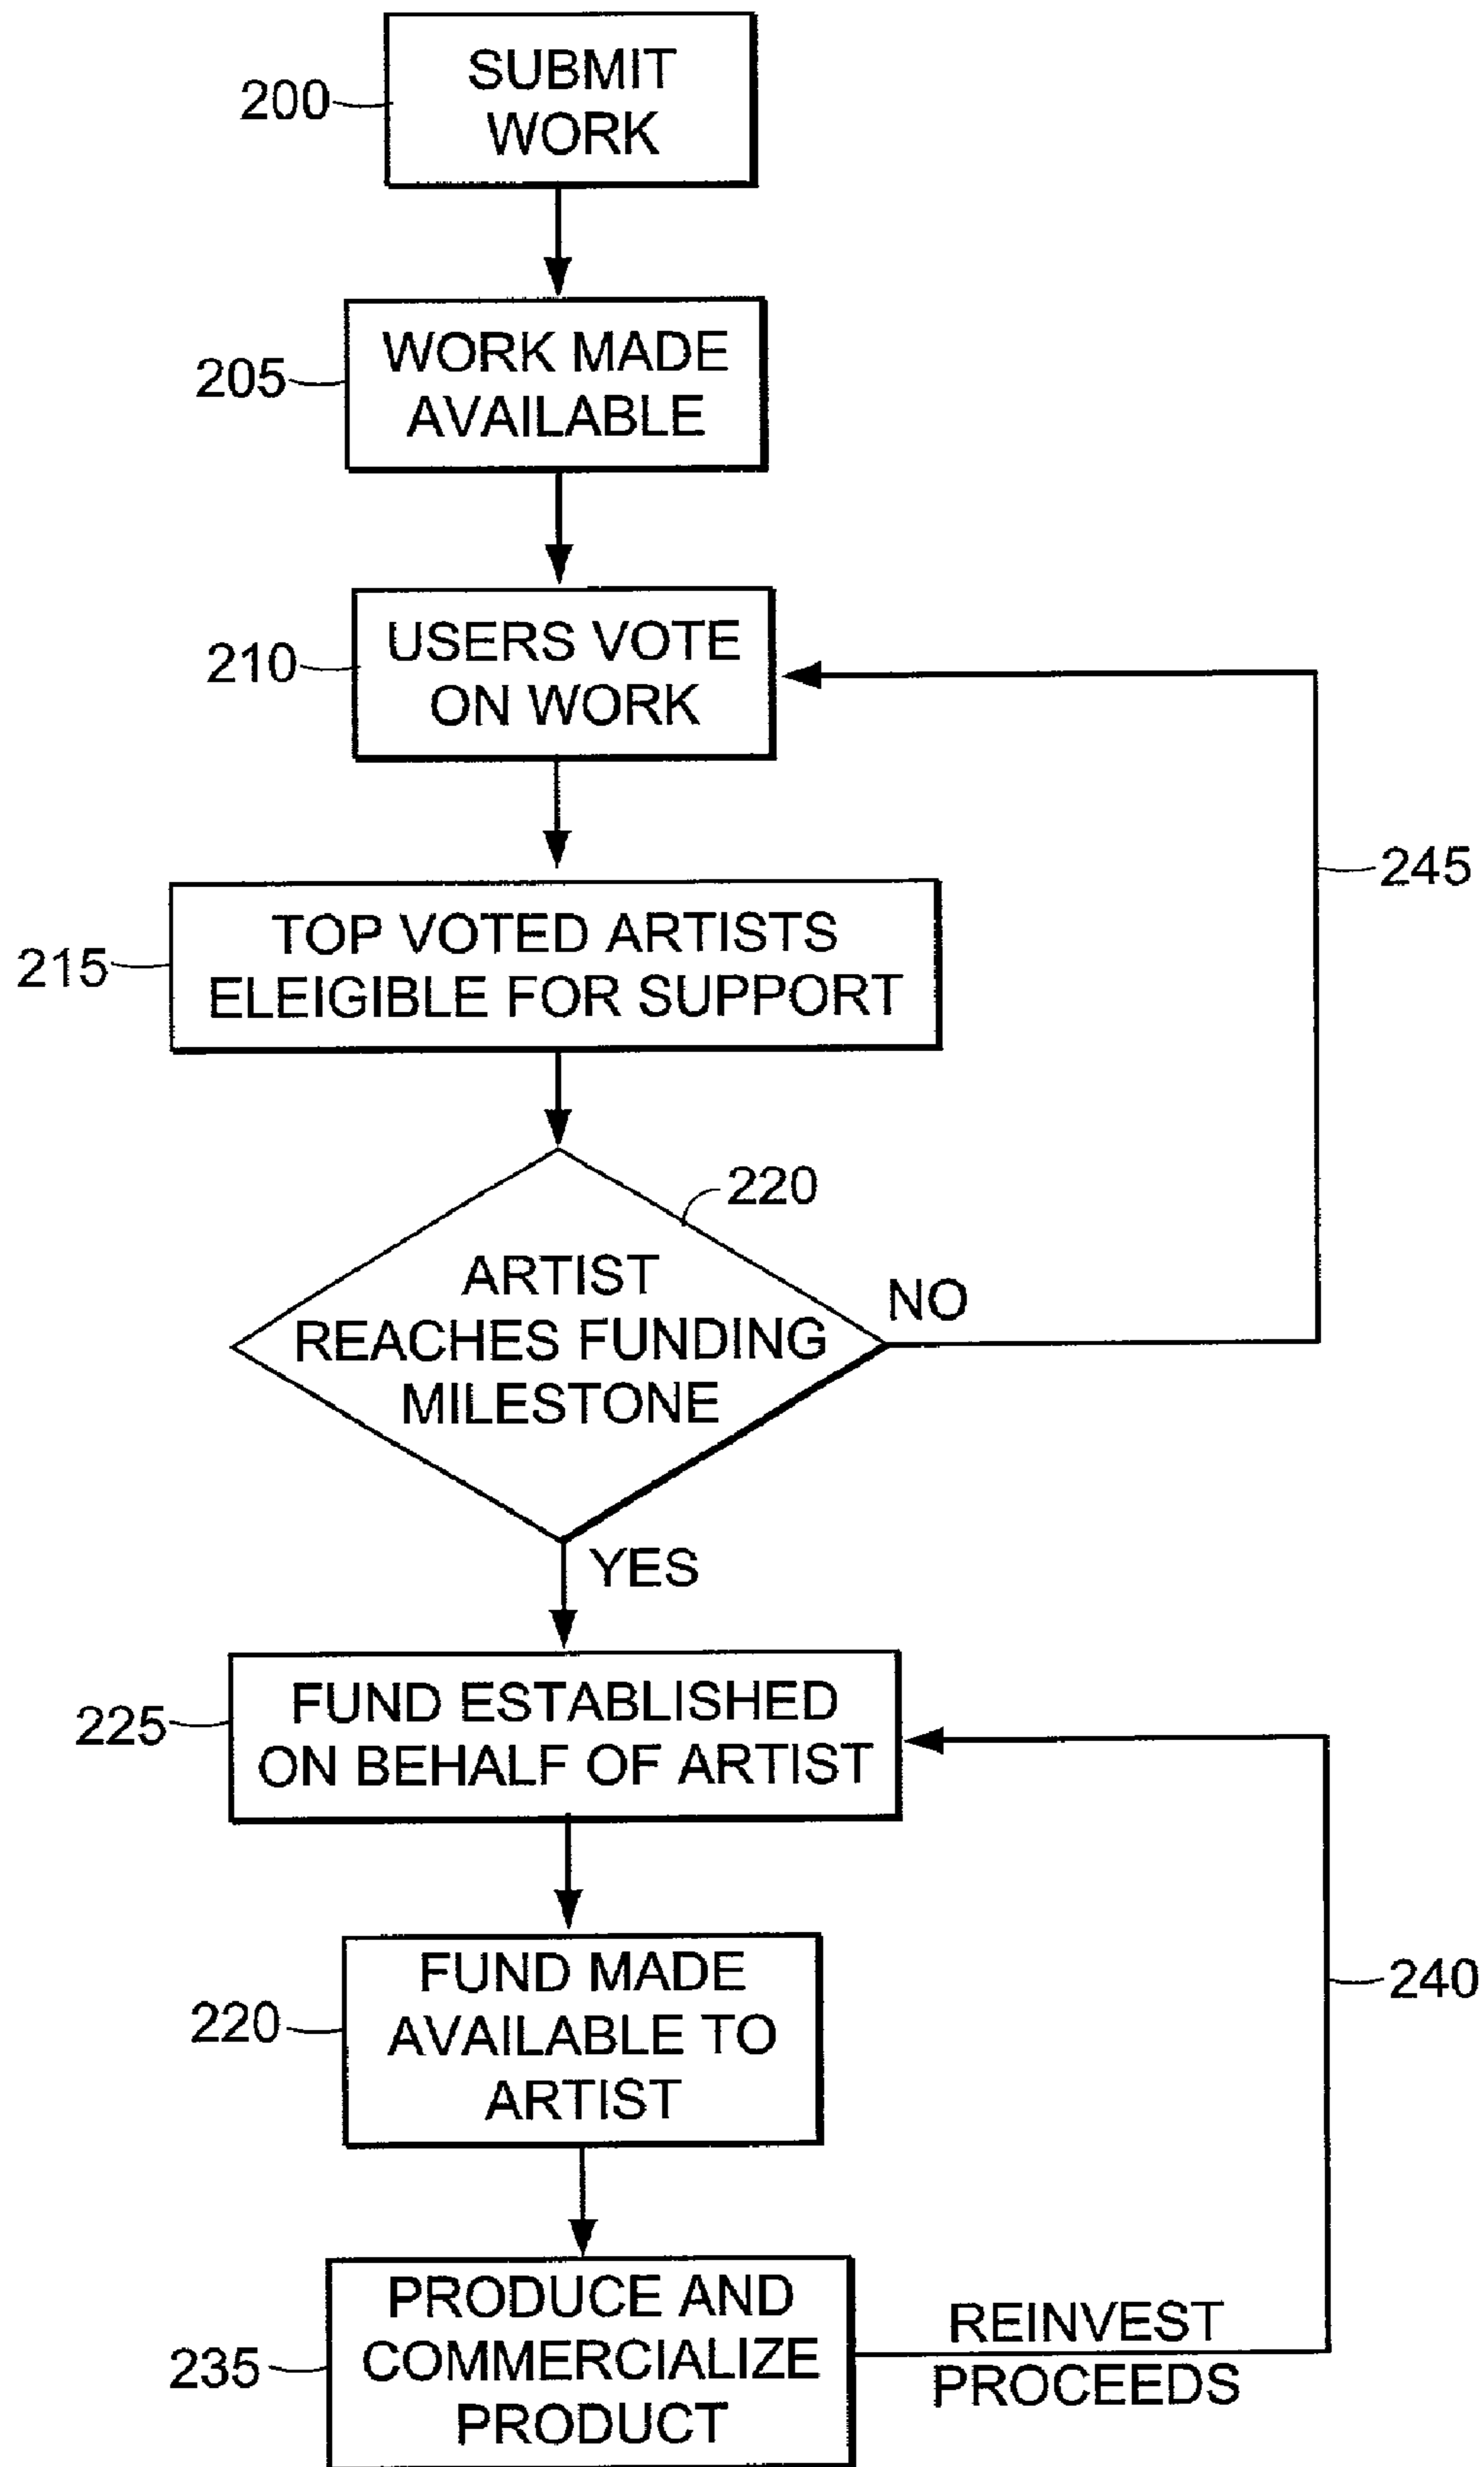 SUBMIT
WORK
200
WORK MADE
AVAILABLE
205
USERS VOTE
ON WORK
210
245
TOP VOTED ARTISTS
ELEIGIBLE FOR SUPPORT
215
220
ARTIST
REACHES FUNDING
MILESTONE
NO
YES
FUND ESTABLISHED
ON BEHALF OF ARTIST
225
FUND MADE
AVAILABLE TO
ARTIST
220
240
PRODUCE AND
COMMERCIALIZE
PRODUCT
235
REINVEST
PROCEEDS